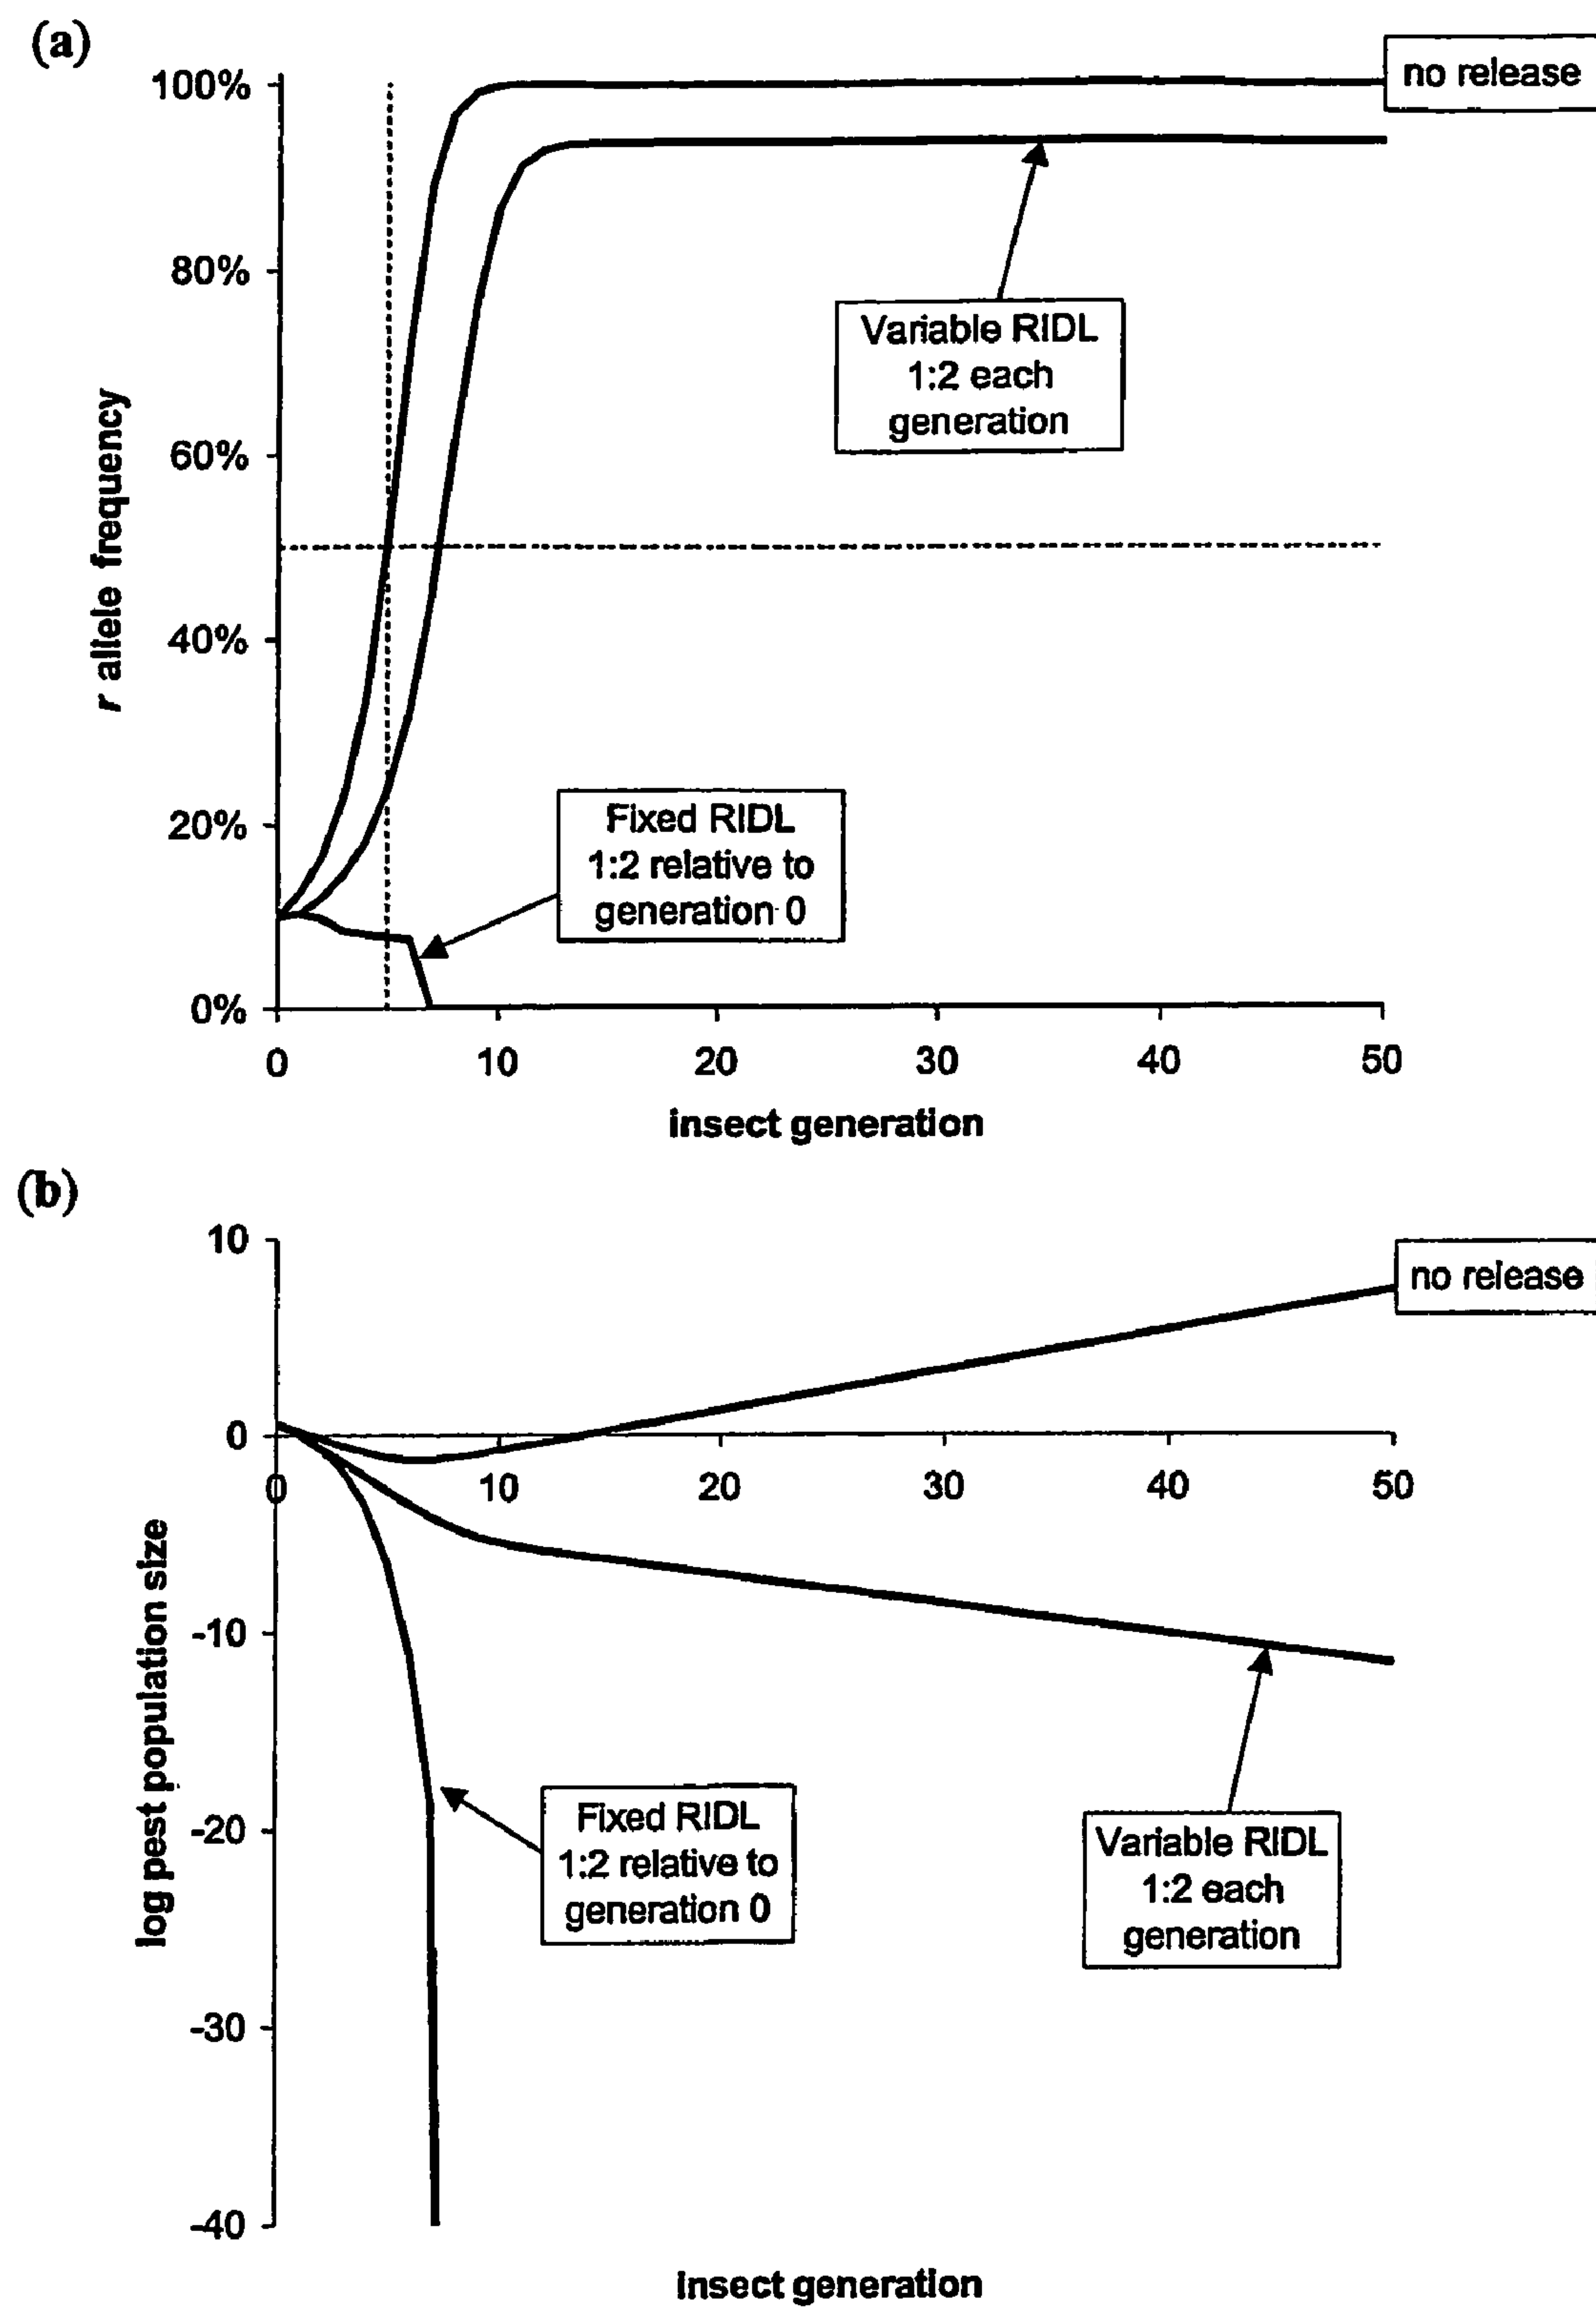 (a)
100%
no release
80%
Variable RIDL
1:2 each
generation
60%
r allele frequency
40%
Fixed RIDL
20%
1:2 relative to
generation 0
0%
0 10 20 30 40 50
insect generation
(b)
10
no release
0
0 10 20 30 40 50
log pest population size
-10
Fixed RIDL
1:2 relative to
generation 0
-20
Variable RIDL
1:2 each
generation
-30
-40
insect generation